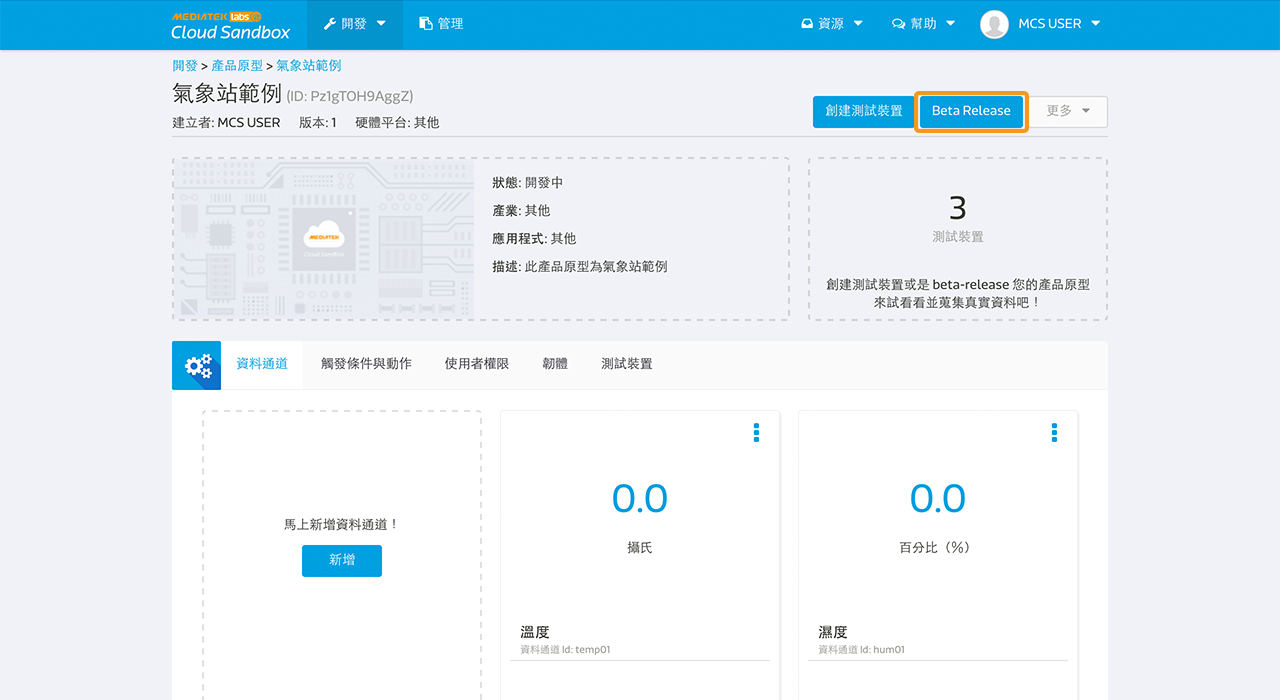 MEDIATEK labs
Cloud Sandbox
開發
管理
資源
幫助
MCS USER
開發 > 產品原型 > 氣象站範例
氣象站範例 (ID: Pz1gTOH9AggZ)
建立者: MCS USER 版本: 1 硬體平台: 其他
創建測試裝置
Beta Release
更多
MEDIATEK
Cloud Sandbox
狀態: 開發中
產業: 其他
應用程式: 其他
描述: 此產品原型為氣象站範例
3
測試裝置
創建測試裝置或是 beta-release 您的產品原型
來試看看並蒐集真實資料吧！
資料通道
觸發條件與動作
使用者權限
韌體
測試裝置
馬上新增資料通道！
新增
0.0
攝氏
溫度
資料通道 Id: temp01
0.0
百分比（％）
濕度
資料通道 Id: hum01